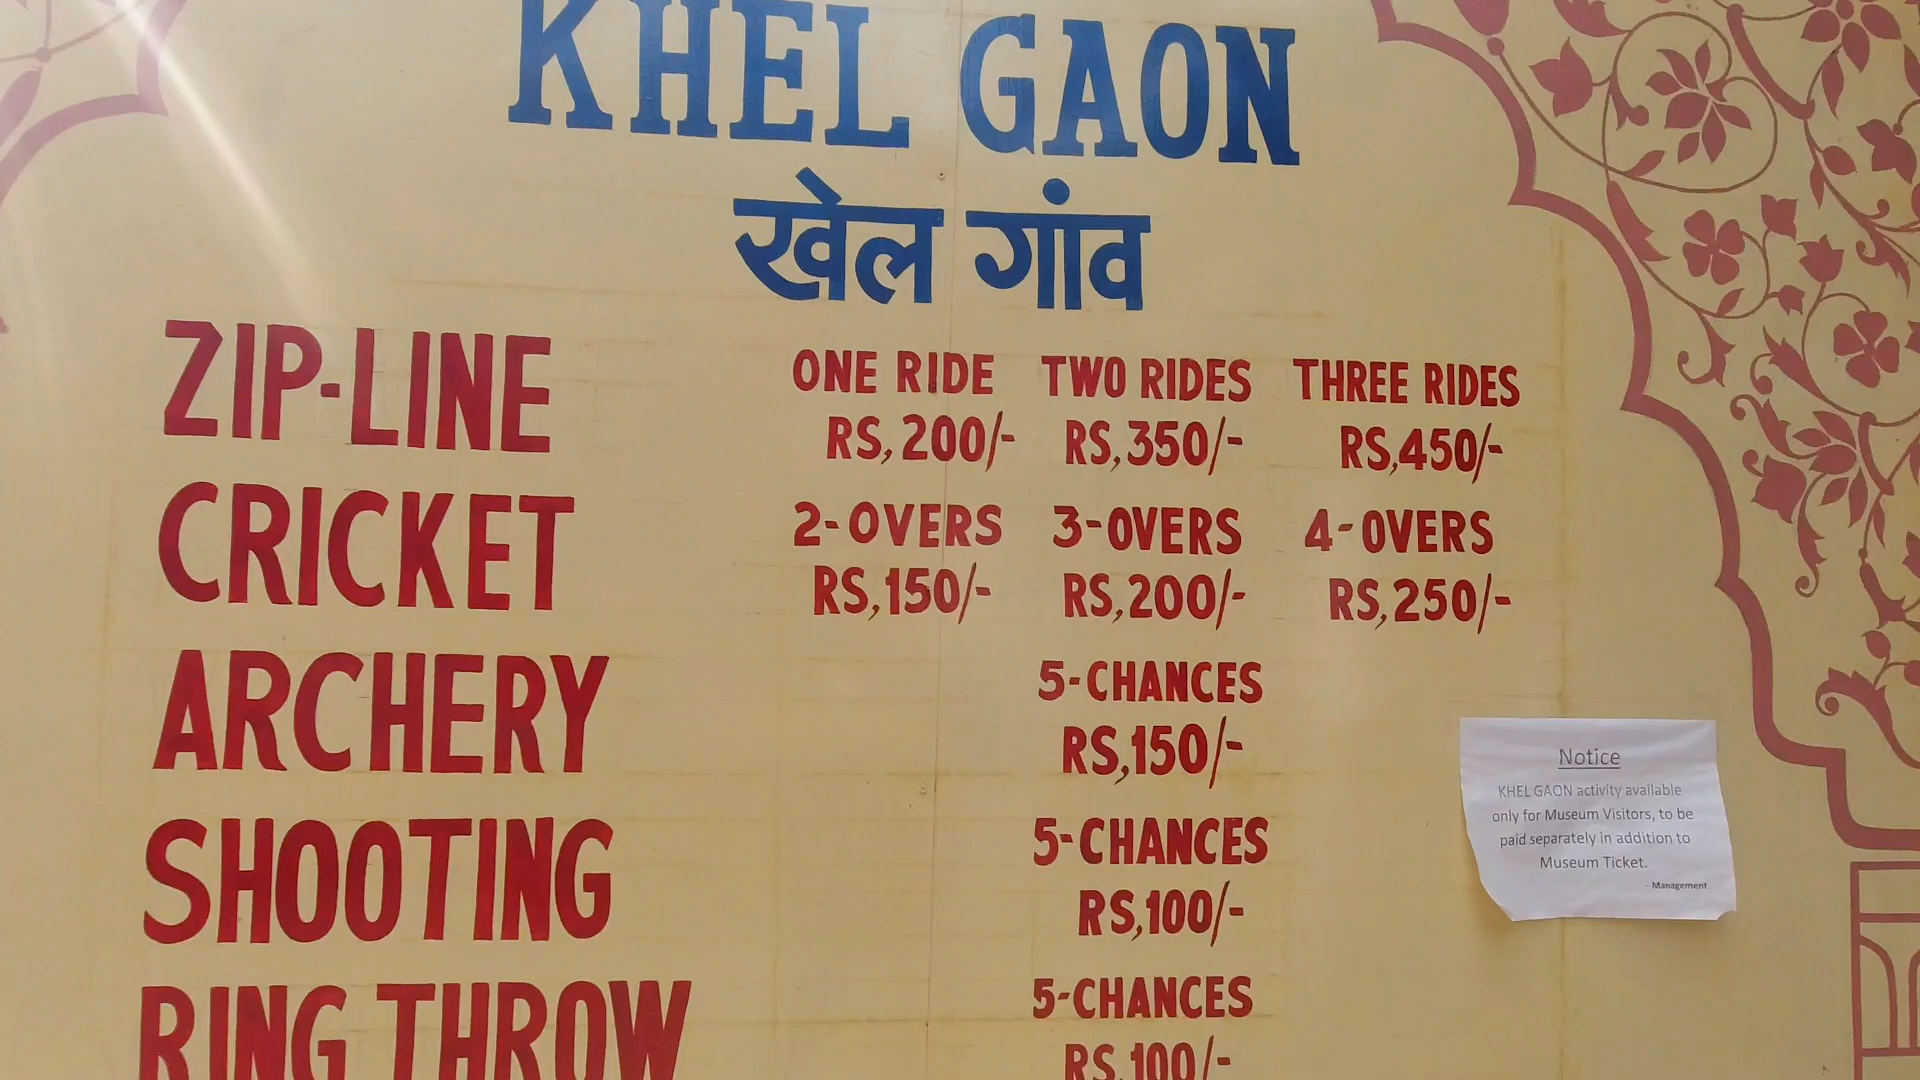 KHEL GAON
खेल गांव
ZIP-LINE
ONE RIDE TWO RIDES THREE RIDES
RS, 200/- RS, 350/- RS, 450/-
CRICKET
2-OVERS 3-OVERS 4-OVERS
RS, 150/- RS, 200/- RS, 250/-
ARCHERY
5-CHANCES
RS, 150/-
SHOOTING
5-CHANCES
RS, 100/-
RING THROW
5-CHANCES
RS, 100/-
Notice
KHEL GAON activity available
only for Museum Visitors, to be
paid separately in addition to
Museum Ticket.
- Management